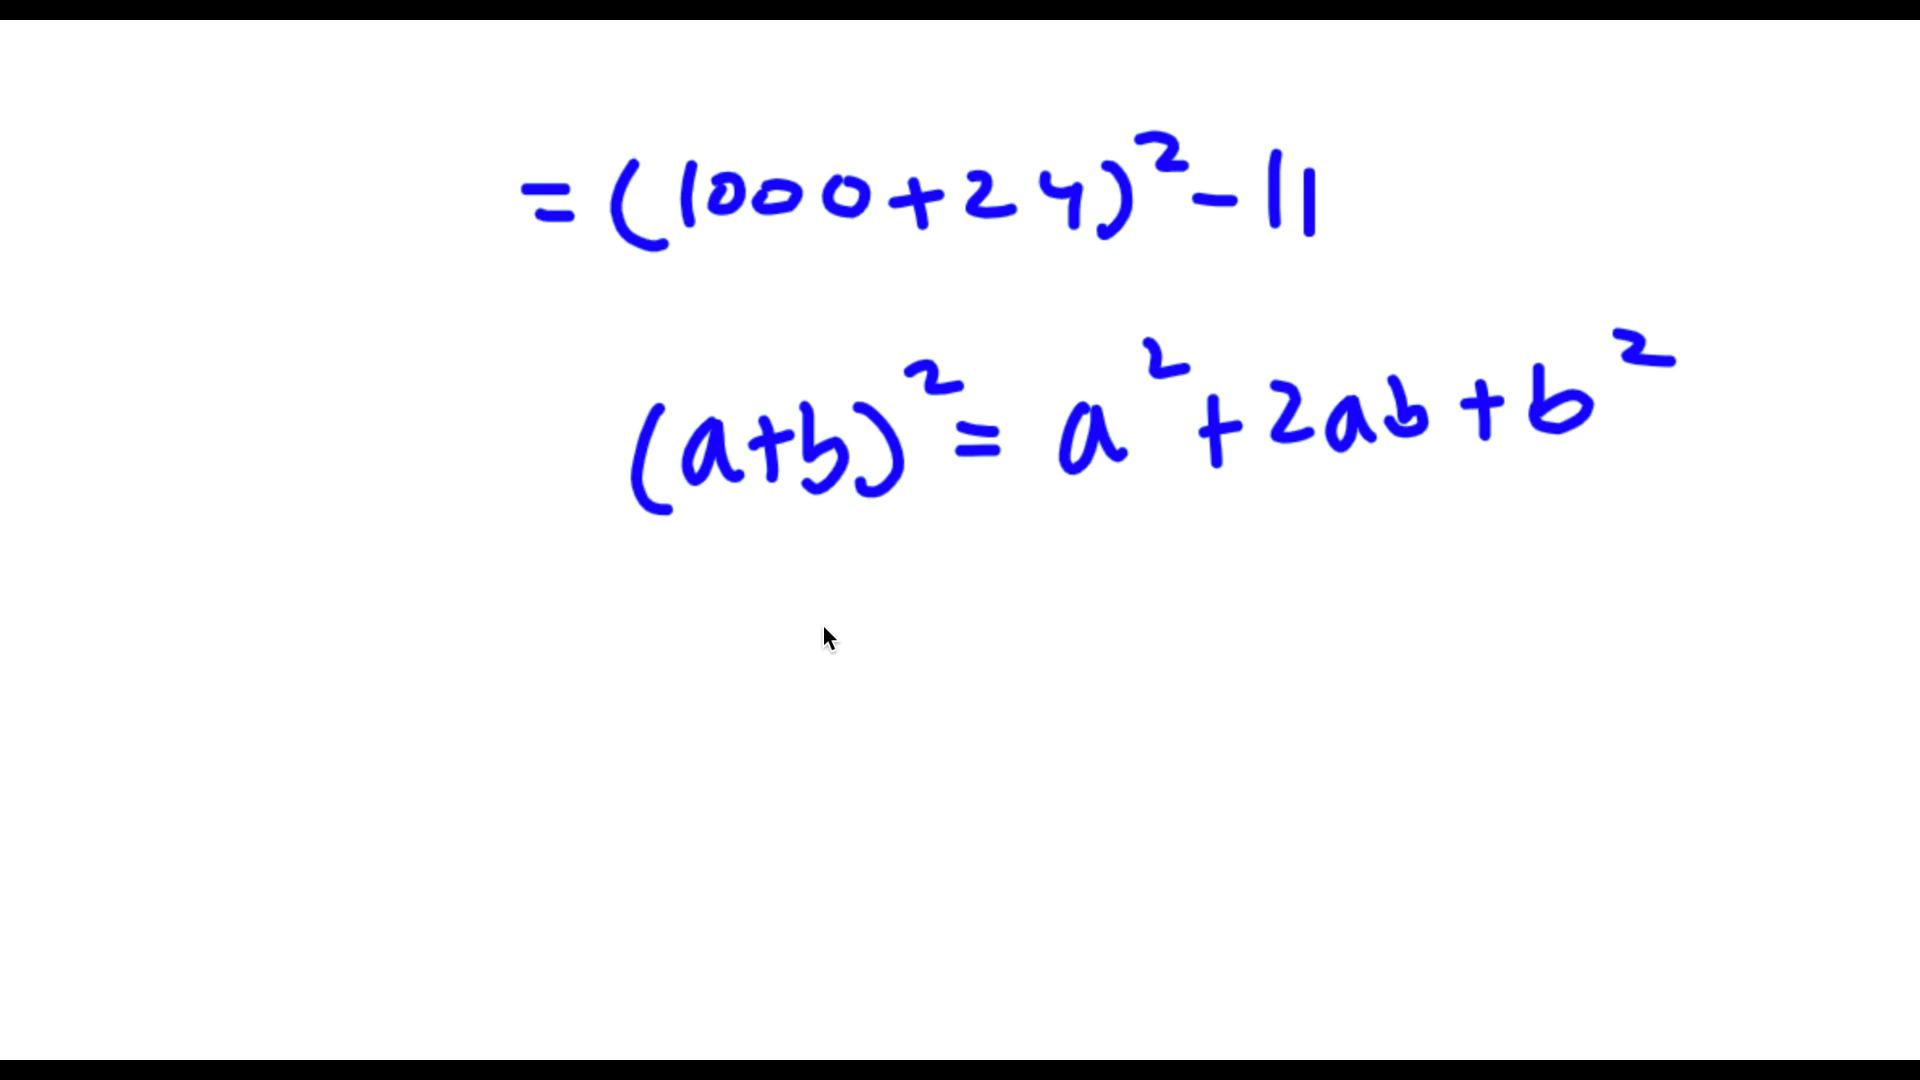 = (1000+24)² - 11
(a+b)² = a² + 2ab + b²